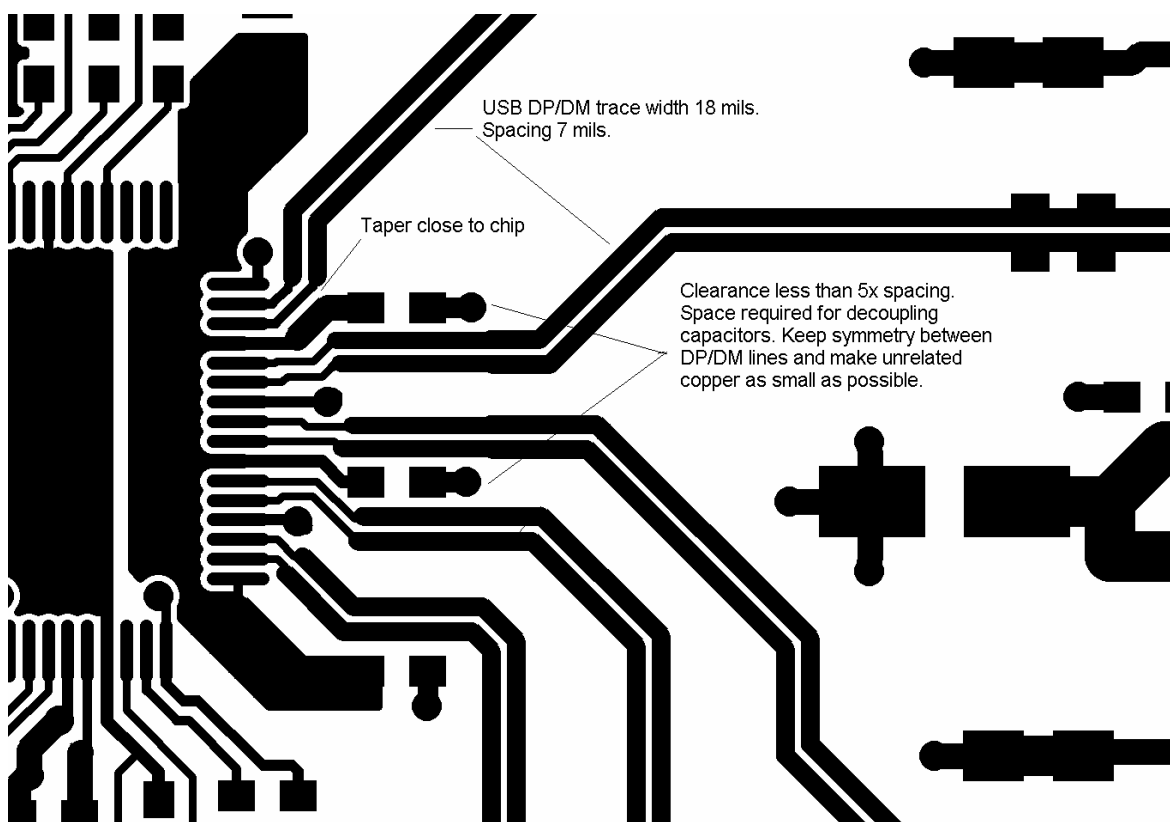 USB DP/DM trace width 18 mils.
Spacing 7 mils.
Taper close to chip
Clearance less than 5x spacing.
Space required for decoupling
capacitors. Keep symmetry between
DP/DM lines and make unrelated
copper as small as possible.